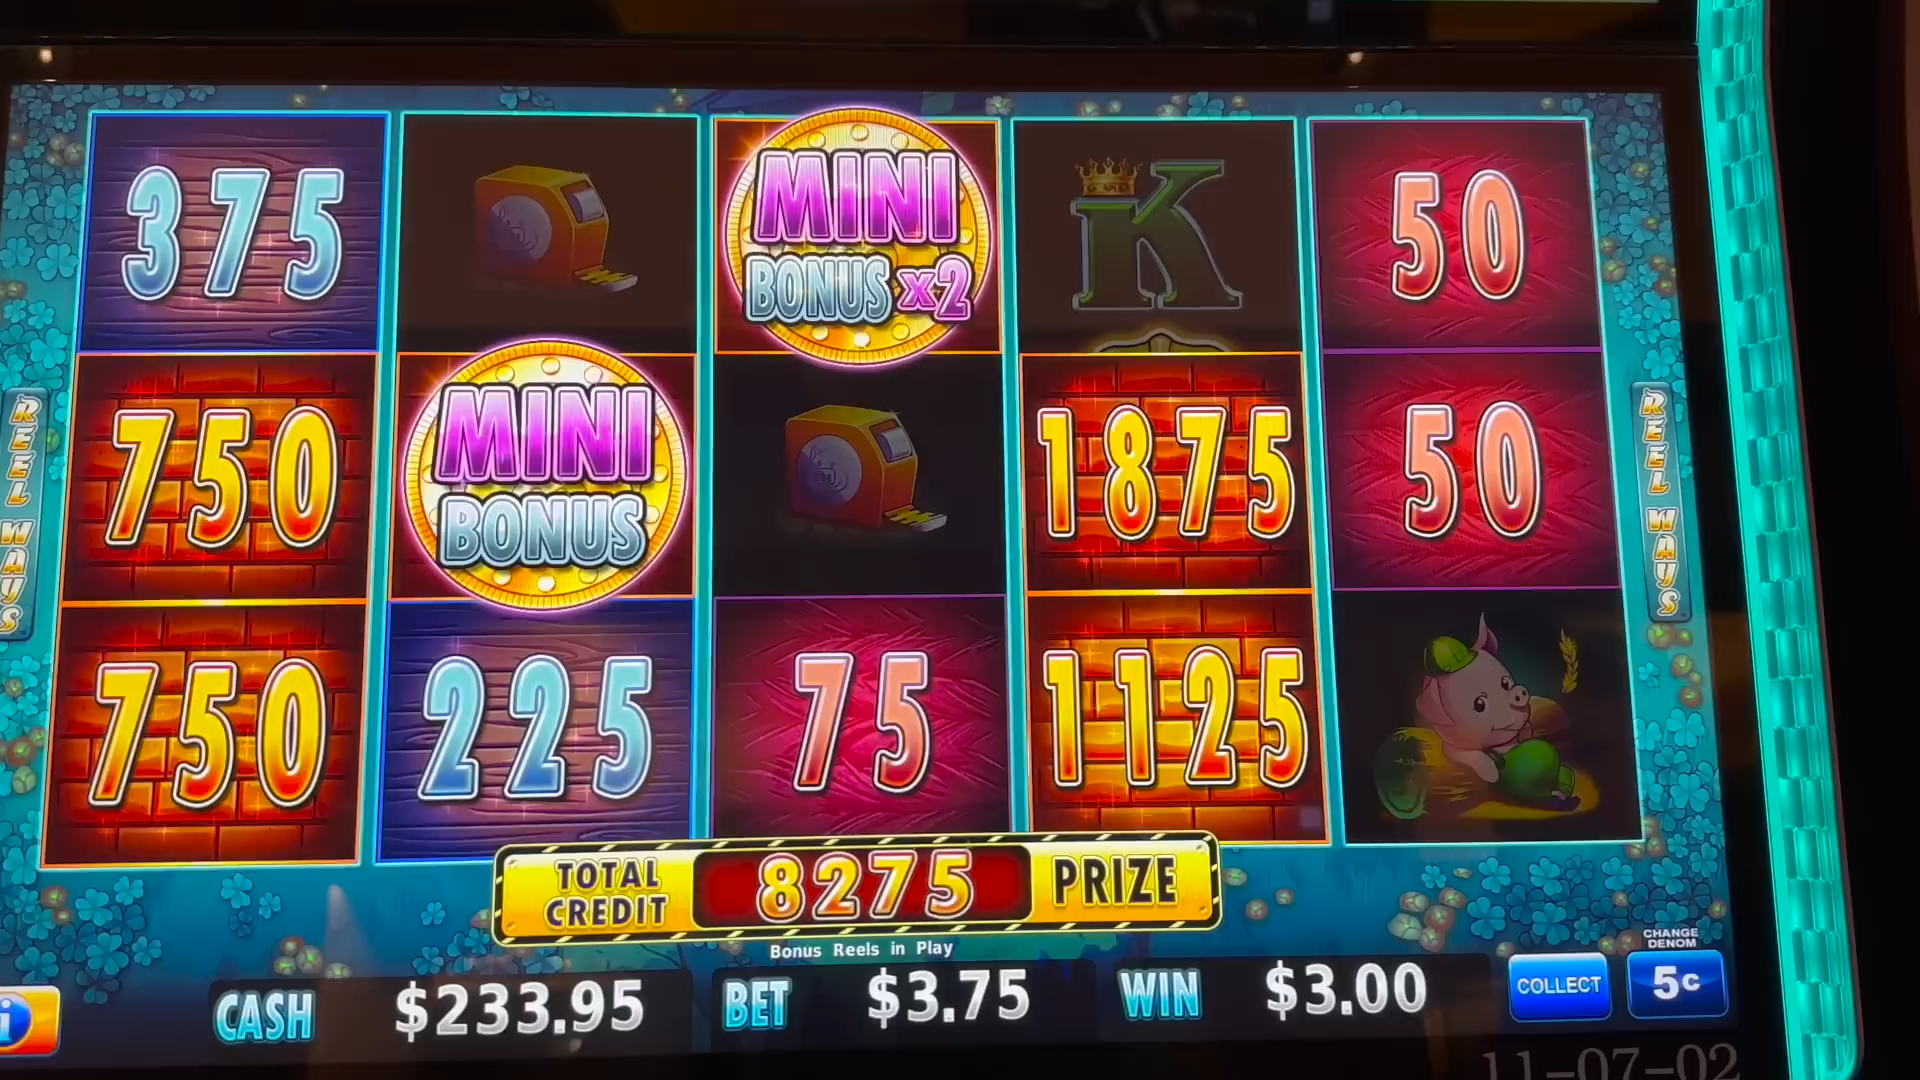 375
MINI
BONUS x2
K
50
750
MINI
BONUS
1875
50
750
225
75
1125
REEL WAYS
REEL WAYS
TOTAL
CREDIT
8275
PRIZE
Bonus Reels in Play
CASH
$233.95
BET
$3.75
WIN
$3.00
COLLECT
CHANGE
DENOM
5¢
i
11-07-02